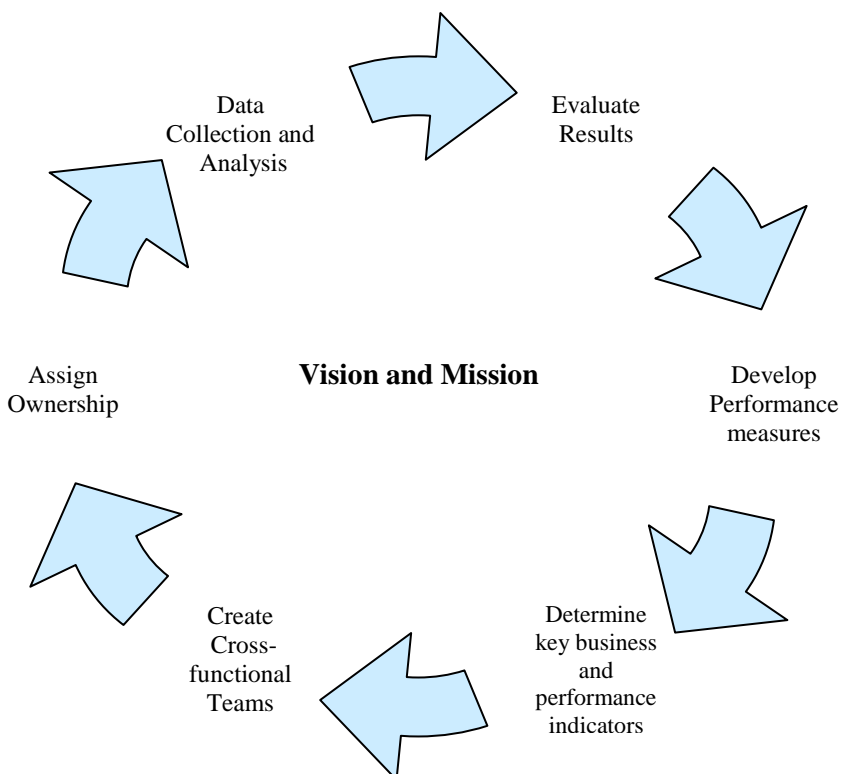 Data
Collection and
Analysis
Evaluate
Results
Assign
Ownership
Vision and Mission
Develop
Performance
measures
Create
Cross-
functional
Teams
Determine
key business
and
performance
indicators